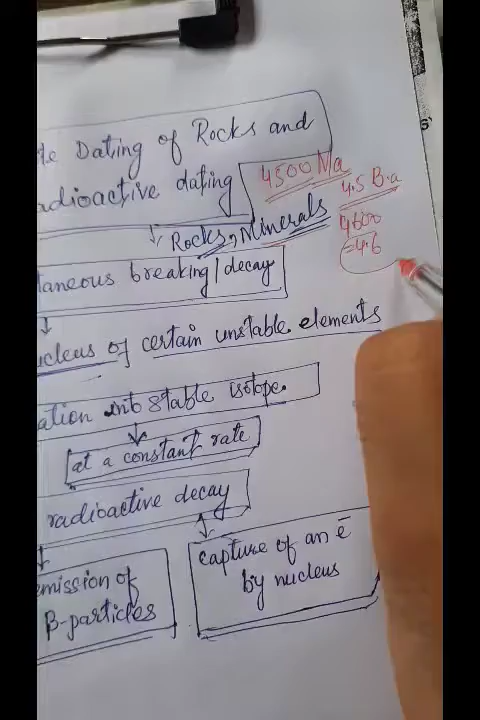 Dating of Rocks and
adioactive dating
4500 Ma
4.5 B.a
4600
=4.6
Rocks, Minerals
taneous breaking/decay
ucleus of certain unstable elements
ation into stable isotope.
at a constant rate
radioactive decay
capture of an ē
by nucleus
emission of
β-particles